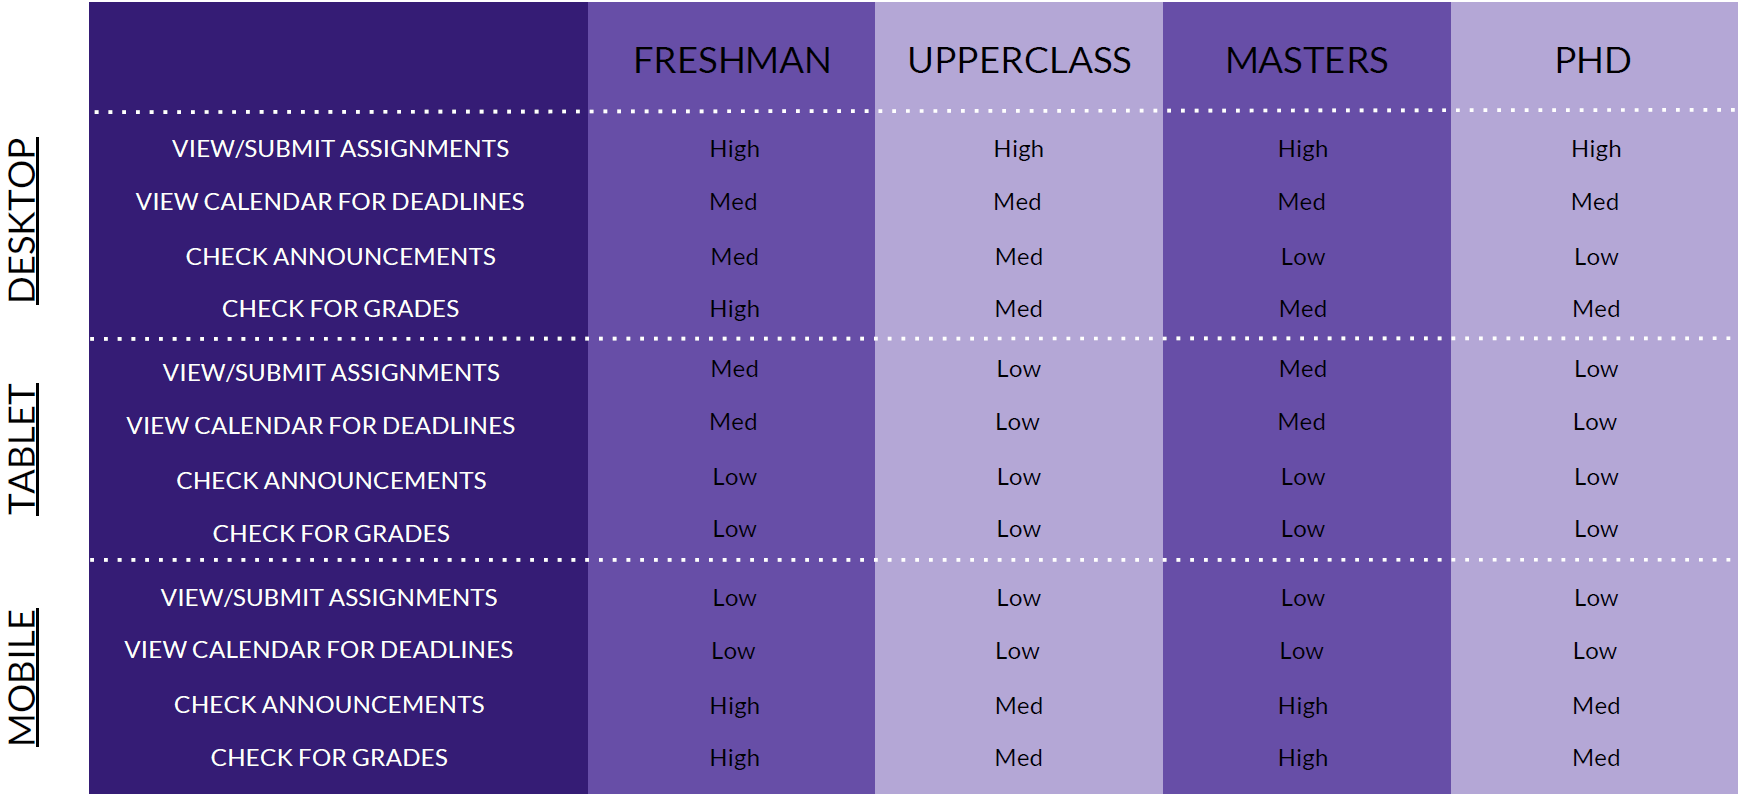 FRESHMAN UPPERCLASS MASTERS PHD
DESKTOP
VIEW/SUBMIT ASSIGNMENTS High High High High
VIEW CALENDAR FOR DEADLINES Med Med Med Med
CHECK ANNOUNCEMENTS Med Med Low Low
CHECK FOR GRADES High Med Med Med
TABLET
VIEW/SUBMIT ASSIGNMENTS Med Low Med Low
VIEW CALENDAR FOR DEADLINES Med Low Med Low
CHECK ANNOUNCEMENTS Low Low Low Low
CHECK FOR GRADES Low Low Low Low
MOBILE
VIEW/SUBMIT ASSIGNMENTS Low Low Low Low
VIEW CALENDAR FOR DEADLINES Low Low Low Low
CHECK ANNOUNCEMENTS High Med High Med
CHECK FOR GRADES High Med High Med